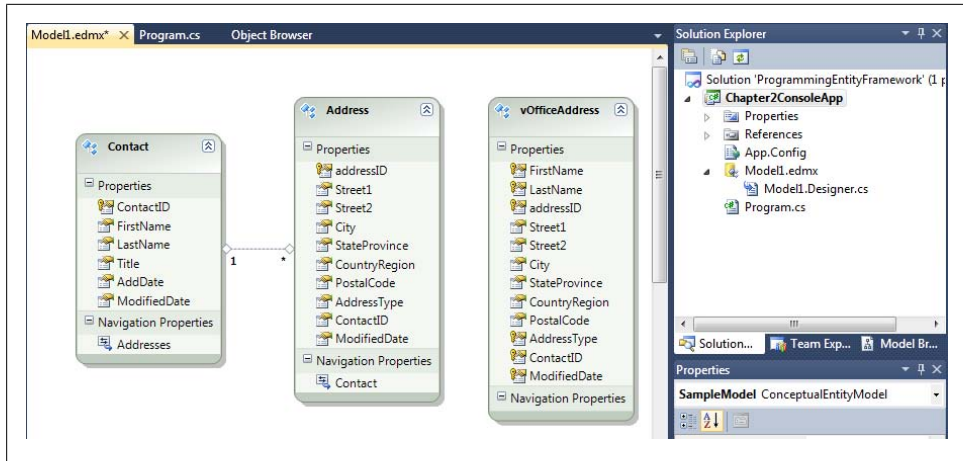 Model1.edmx*
Program.cs
Object Browser
Contact
Properties
ContactID
FirstName
LastName
Title
AddDate
ModifiedDate
Navigation Properties
Addresses
1
*
Address
Properties
addressID
Street1
Street2
City
StateProvince
CountryRegion
PostalCode
AddressType
ContactID
ModifiedDate
Navigation Properties
Contact
vOfficeAddress
Properties
FirstName
LastName
addressID
Street1
Street2
City
StateProvince
CountryRegion
PostalCode
AddressType
ContactID
ModifiedDate
Navigation Properties
Solution Explorer
Solution 'ProgrammingEntityFramework' (1 p
Chapter2ConsoleApp
Properties
References
App.Config
Model1.edmx
Model1.Designer.cs
Program.cs
Solution...
Team Exp...
Model Br...
Properties
SampleModel ConceptualEntityModel